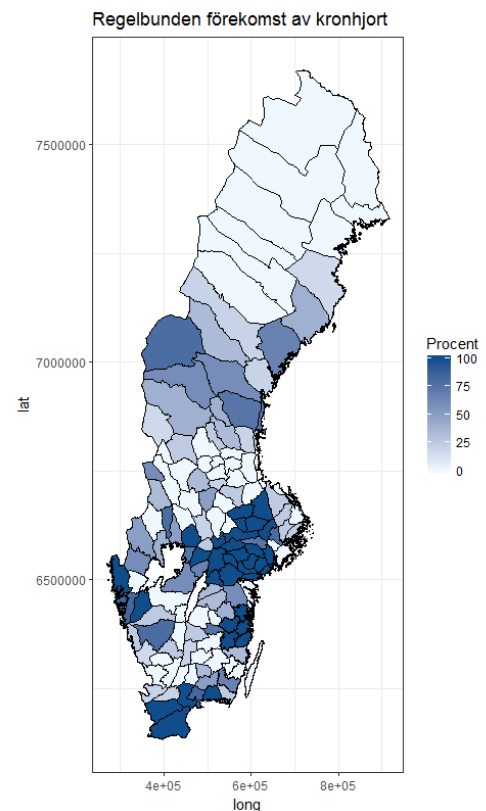 Regelbunden förekomst av kronhjort
7500000
7000000
6500000
lat
4e+05 6e+05 8e+05
long
Procent
100
75
50
25
0